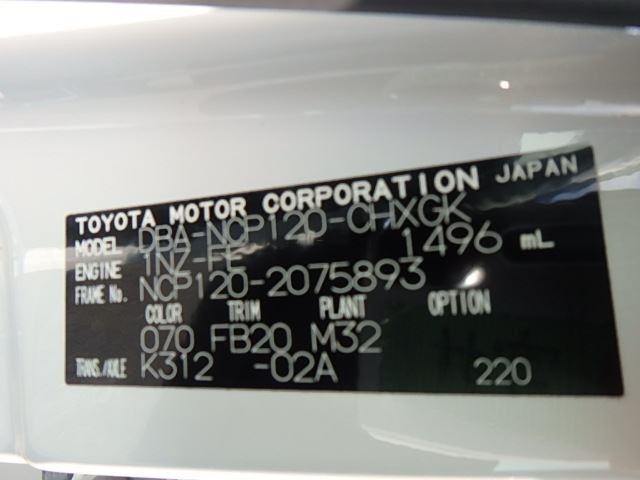 TOYOTA MOTOR CORPORATION JAPAN
MODEL DBA-NCP120-CHXGK
ENGINE 1NZ-FE 1496 mL
FRAME No. NCP120-2075893
COLOR TRIM PLANT OPTION
070 FB20 M32
TRANS./AXLE K312 -02A 220